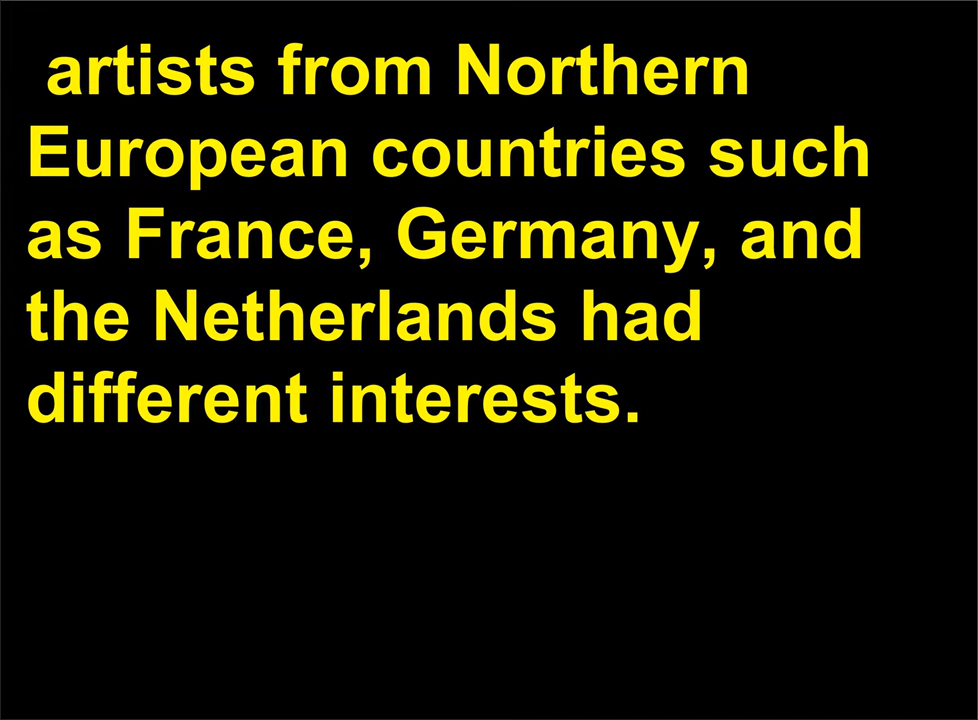 artists from Northern
European countries such
as France, Germany, and
the Netherlands had
different interests.